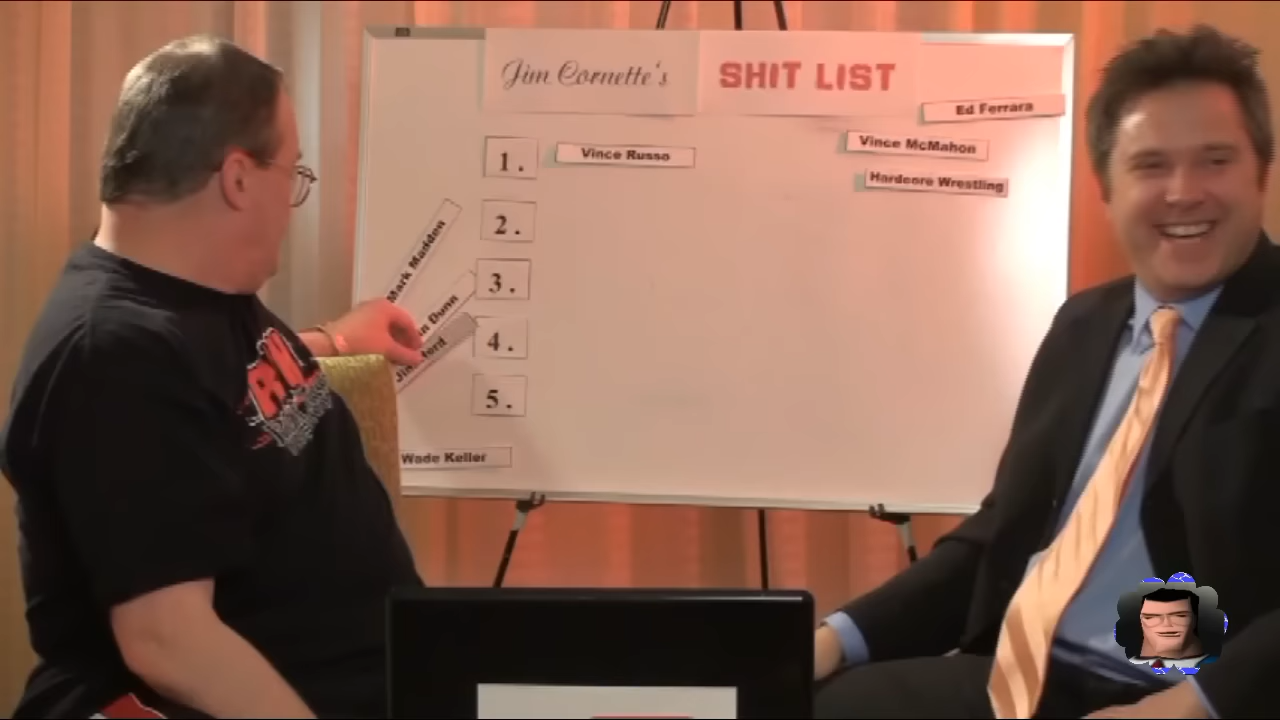 Jim Cornette's SHIT LIST
Ed Ferrara
Vince McMahon
Hardcore Wrestling
1. Vince Russo
2.
3.
4.
5.
Mark Madden
n Dunn
Wade Keller